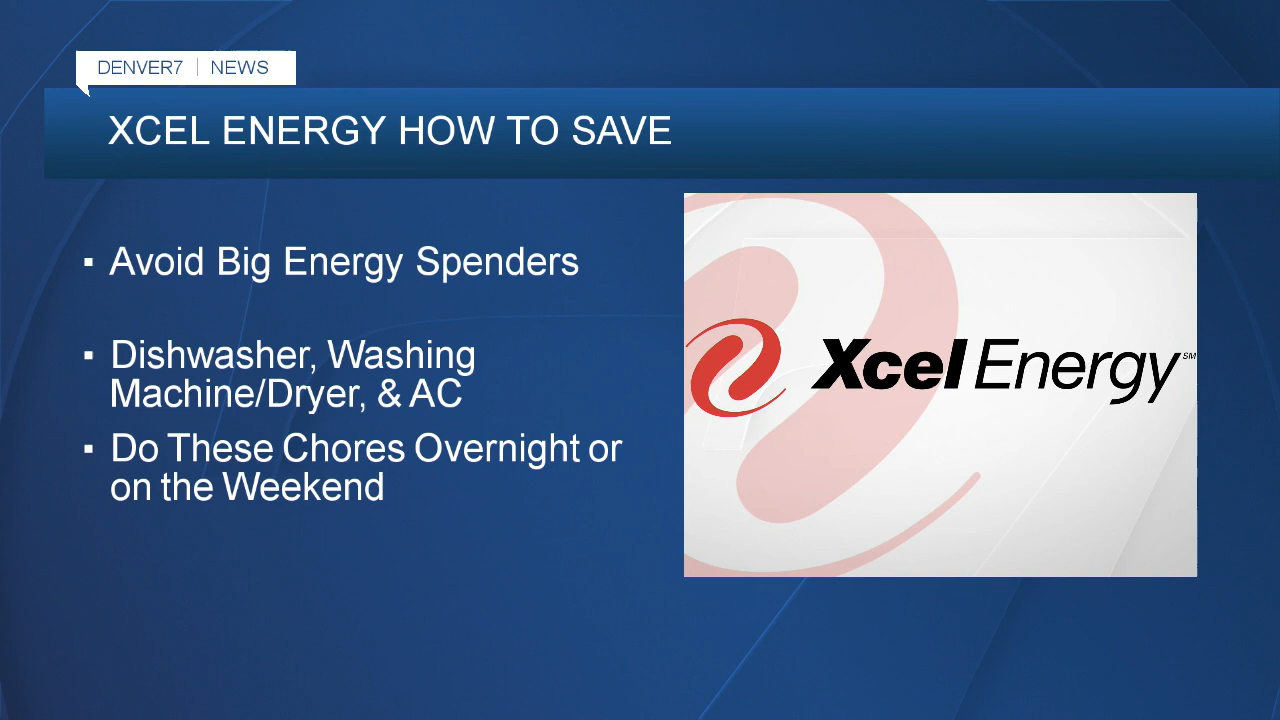 DENVER7 | NEWS
XCEL ENERGY HOW TO SAVE
▪ Avoid Big Energy Spenders
▪ Dishwasher, Washing
Machine/Dryer, & AC
▪ Do These Chores Overnight or
on the Weekend
Xcel Energy℠